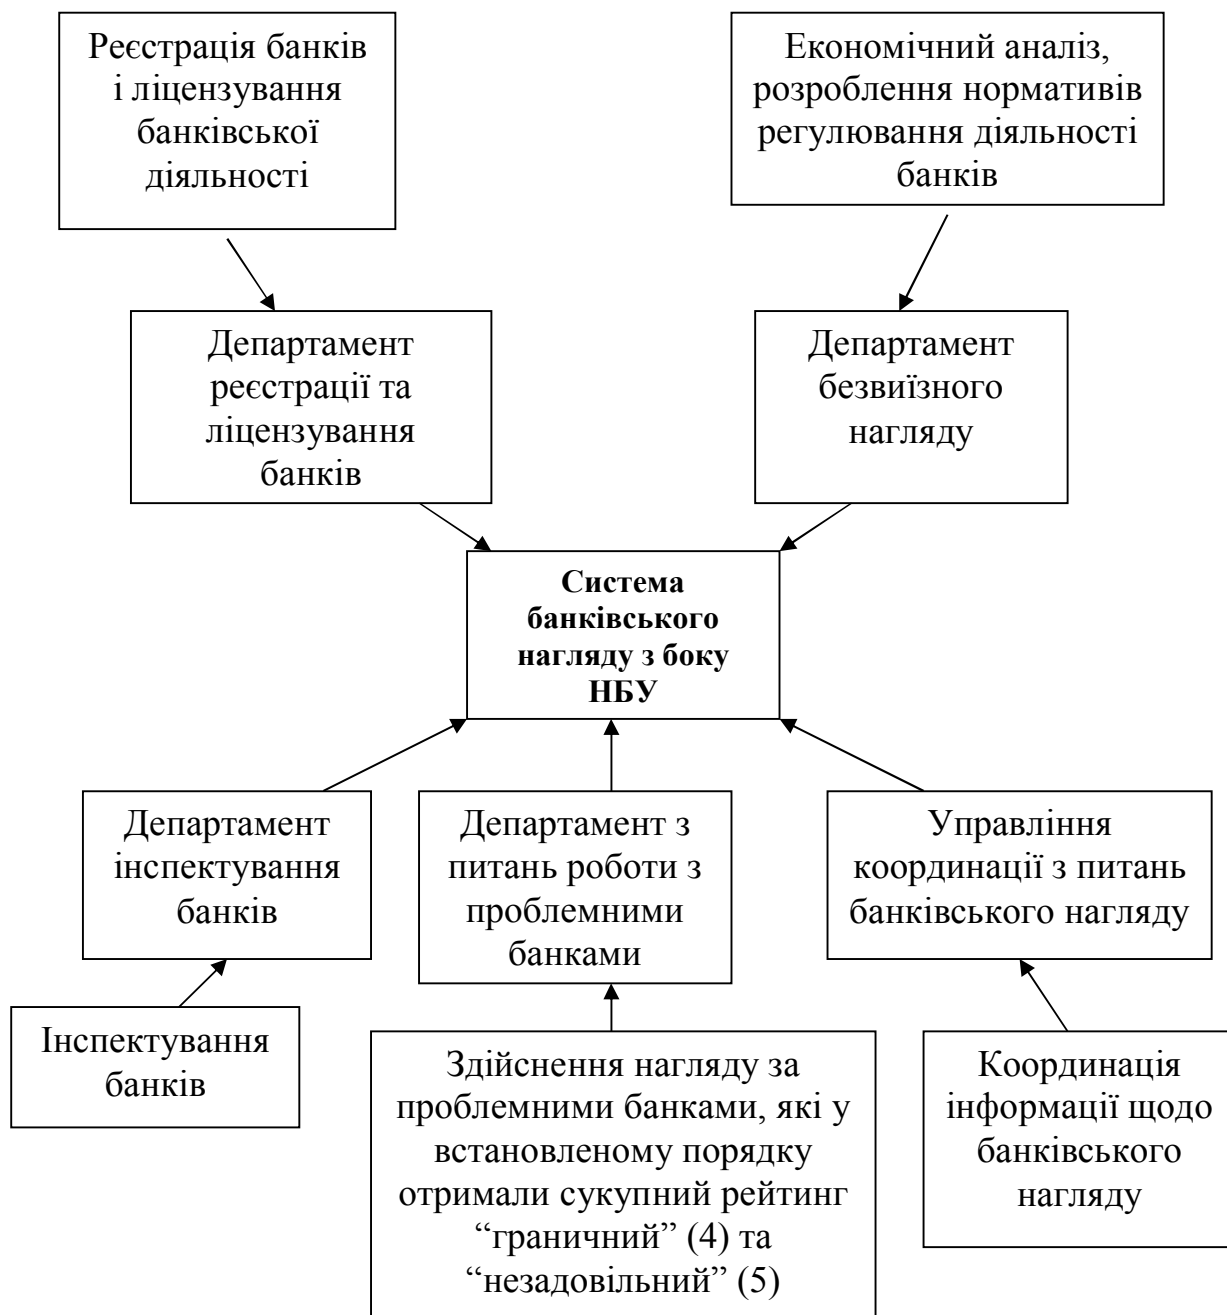 Реєстрація банків
і ліцензування
банківської
діяльності
Економічний аналіз,
розроблення нормативів
регулювання діяльності
банків
Департамент
реєстрації та
ліцензування
банків
Департамент
безвиїзного
нагляду
Система
банківського
нагляду з боку
НБУ
Департамент
інспектування
банків
Департамент з
питань роботи з
проблемними
банками
Управління
координації з питань
банківського нагляду
Інспектування
банків
Здійснення нагляду за
проблемними банками, які у
встановленому порядку
отримали сукупний рейтинг
“граничний” (4) та
“незадовільний” (5)
Координація
інформації щодо
банківського
нагляду